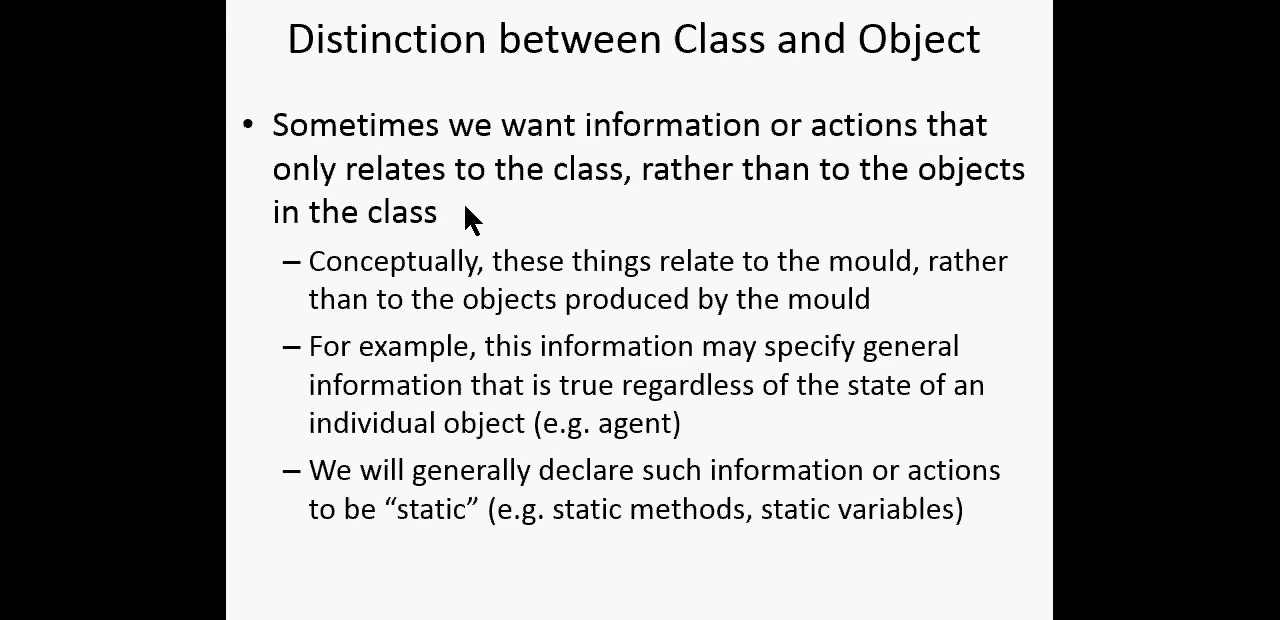 Distinction between Class and Object
• Sometimes we want information or actions that
only relates to the class, rather than to the objects
in the class
– Conceptually, these things relate to the mould, rather
than to the objects produced by the mould
– For example, this information may specify general
information that is true regardless of the state of an
individual object (e.g. agent)
– We will generally declare such information or actions
to be “static” (e.g. static methods, static variables)